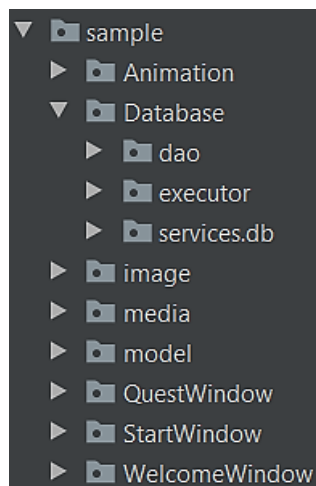 sample
Animation
Database
dao
executor
services.db
image
media
model
QuestWindow
StartWindow
WelcomeWindow